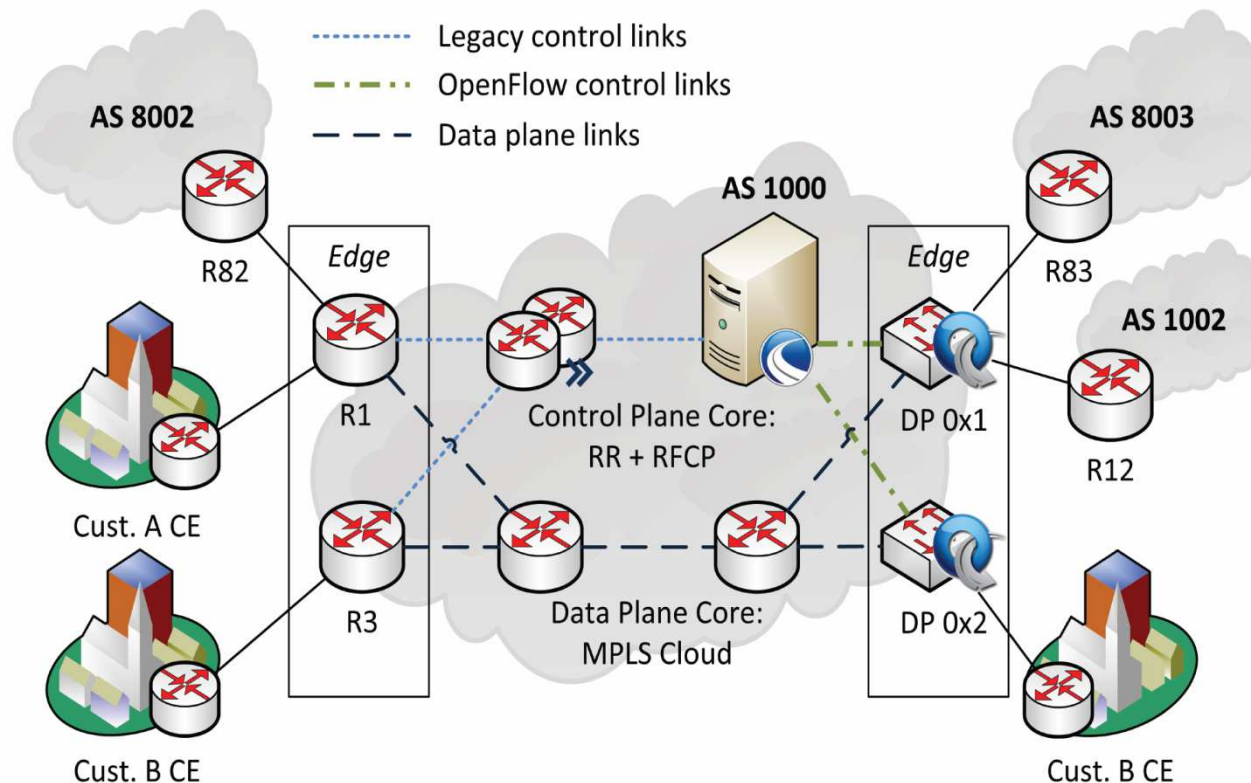 Legacy control links
OpenFlow control links
Data plane links
AS 8002
AS 8003
AS 1000
R82
Edge
Edge
R83
AS 1002
R1
Control Plane Core:
RR + RFCP
DP 0x1
R12
Cust. A CE
R3
Data Plane Core:
MPLS Cloud
DP 0x2
Cust. B CE
Cust. B CE